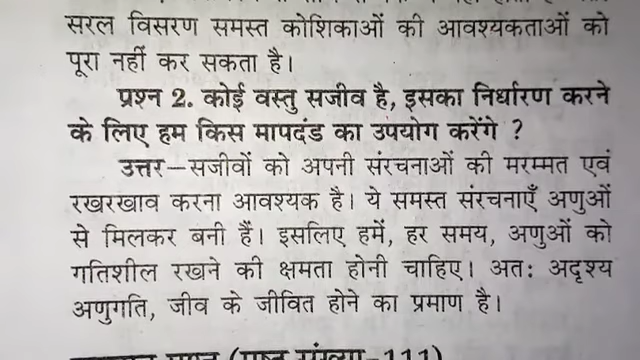 सरल विसरण समस्त कोशिकाओं की आवश्यकताओं को
पूरा नहीं कर सकता है।
प्रश्न 2. कोई वस्तु सजीव है, इसका निर्धारण करने
के लिए हम किस मापदंड का उपयोग करेंगे ?
उत्तर–सजीवों को अपनी संरचनाओं की मरम्मत एवं
रखरखाव करना आवश्यक है। ये समस्त संरचनाएँ अणुओं
से मिलकर बनी हैं। इसलिए हमें, हर समय, अणुओं को
गतिशील रखने की क्षमता होनी चाहिए। अत: अदृश्य
अणुगति, जीव के जीवित होने का प्रमाण है।
(पृष्ठ संख्या–111)